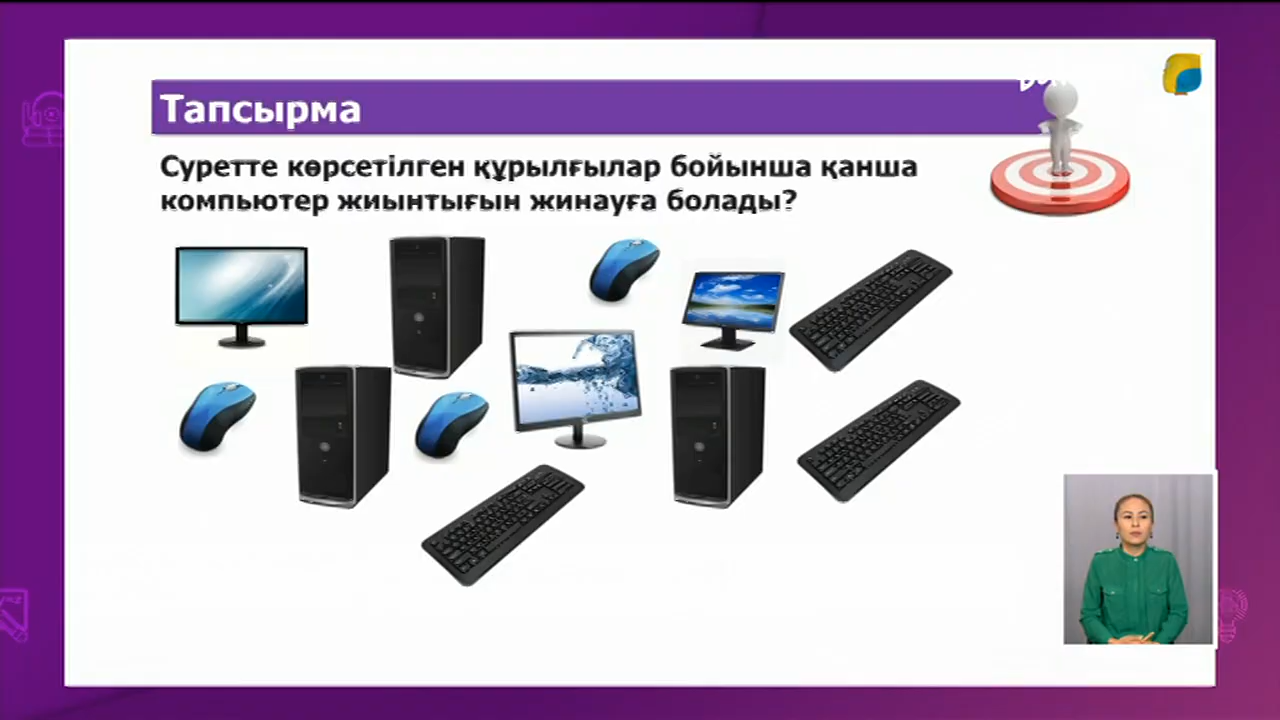 Тапсырма
Суретте көрсетілген құрылғылар бойынша қанша
компьютер жиынтығын жинауға болады?